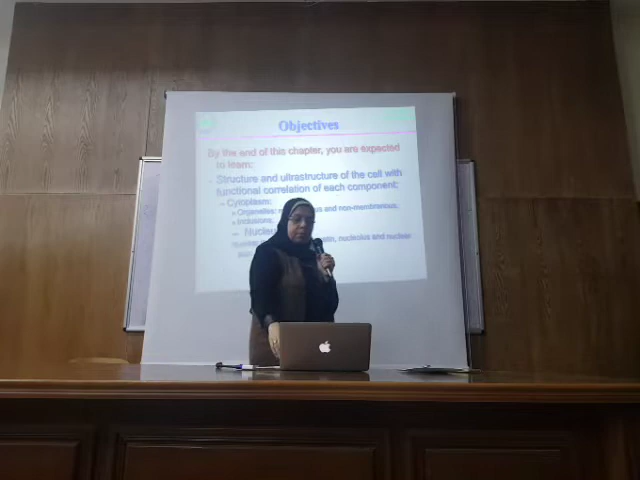 Objectives
By the end of this chapter, you are expected
to learn:
Structure and ultrastructure of the cell with
functional correlation of each component:
– Cytoplasm:
Organelles: and non-membranous.
Inclusions.
– Nucleus
nucleolus and nuclear